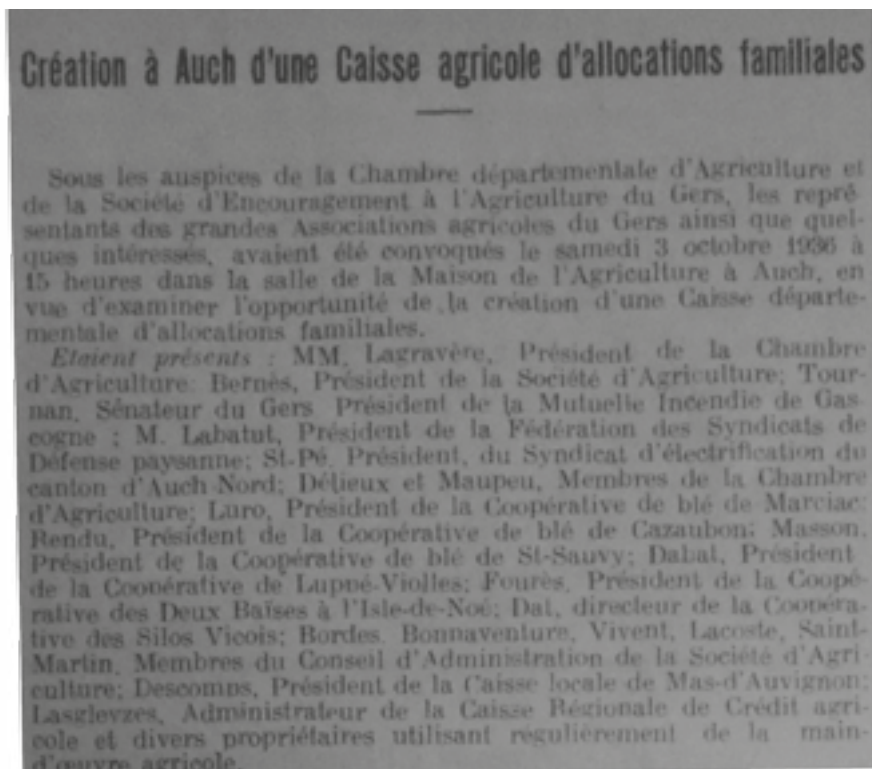 Création à Auch d'une Caisse agricole d'allocations familiales
Sous les auspices de la Chambre départementale d'Agriculture et
de la Société d'Encouragement à l'Agriculture du Gers, les repré-
sentants des grandes Associations agricoles du Gers ainsi que quel-
ques intéressés, avaient été convoqués le samedi 3 octobre 1936 à
15 heures dans la salle de la Maison de l'Agriculture à Auch, en
vue d'examiner l'opportunité de la création d'une Caisse départe-
mentale d'allocations familiales.
Etaient présents : MM. Lagravère, Président de la Chambre
d'Agriculture; Bernès, Président de la Société d'Agriculture; Tour-
nan, Sénateur du Gers Président de la Mutuelle Incendie de Gas-
cogne ; M. Labatut, Président de la Fédération des Syndicats de
Défense paysanne; St-Pé, Président, du Syndicat d'électrification du
canton d'Auch-Nord; Délieux et Maupeu, Membres de la Chambre
d'Agriculture; Luro, Président de la Coopérative de blé de Marciac;
Rendu, Président de la Coopérative de blé de Cazaubon; Masson,
Président de la Coopérative de blé de St-Sauvy; Dabat, Président
de la Coopérative de Luppé-Violles; Fourès, Président de la Coopé-
rative des Deux Baïses à l'Isle-de-Noé; Dat, directeur de la Coopéra-
tive des Silos Vicois; Bordes, Bonnaventure, Vivent, Lacoste, Saint-
Martin, Membres du Conseil d'Administration de la Société d'Agri-
culture; Descomps, Président de la Caisse locale de Mas-d'Auvignon;
Lasgleyzes, Administrateur de la Caisse Régionale de Crédit agri-
cole et divers propriétaires utilisant régulièrement de la main-
d'œuvre agricole.